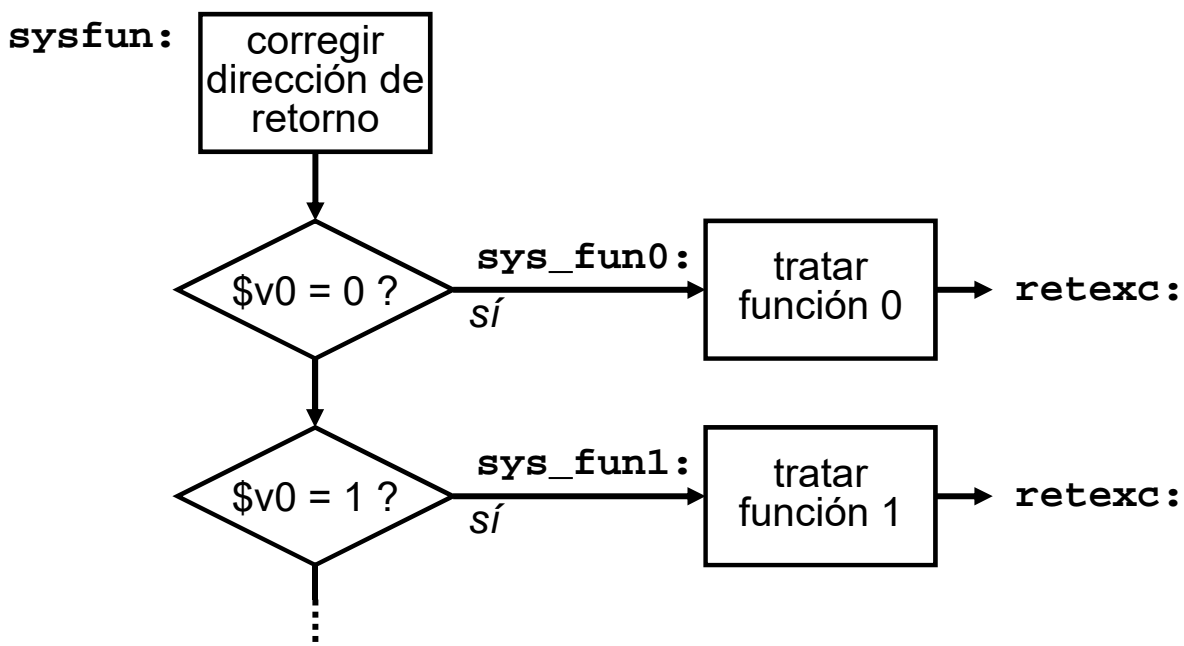 sysfun:
corregir
dirección de
retorno
$v0 = 0 ?
sys_fun0:
sí
tratar
función 0
retexc:
$v0 = 1 ?
sys_fun1:
sí
tratar
función 1
retexc: